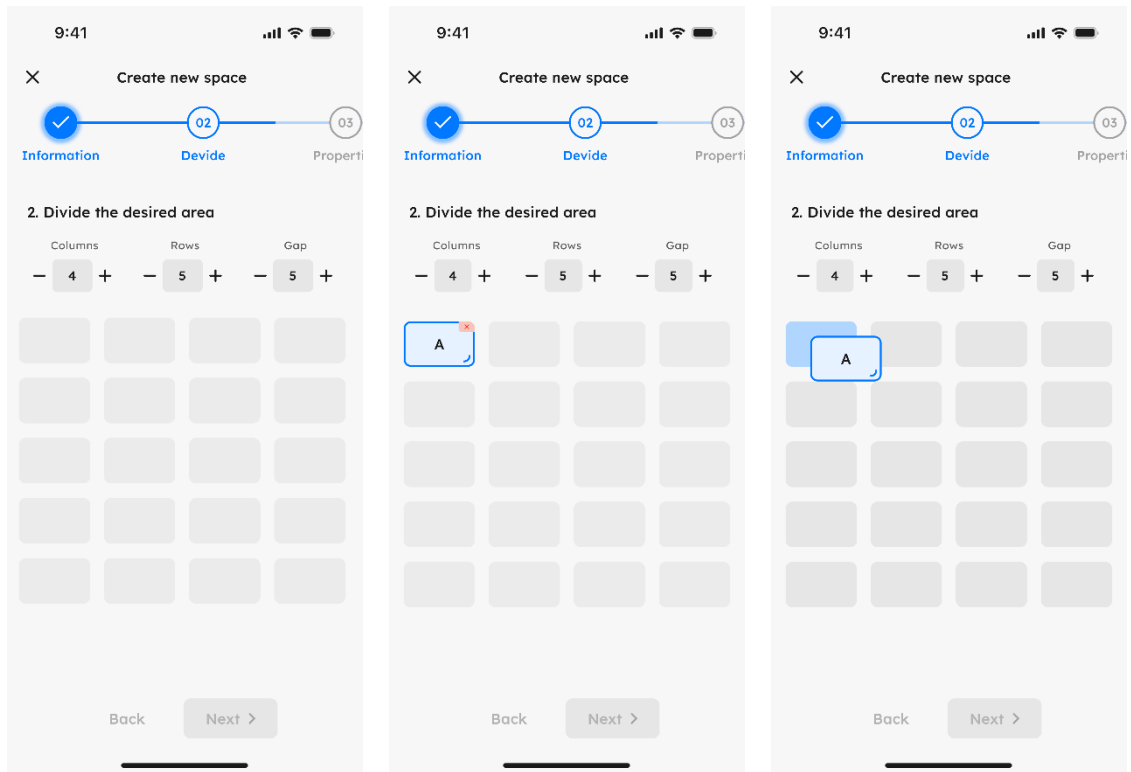 9:41
Create new space
02
03
Information
Devide
Properti
2. Divide the desired area
Columns
Rows
Gap
4
5
5
Back
Next
9:41
Create new space
02
03
Information
Devide
Properti
2. Divide the desired area
Columns
Rows
Gap
4
5
5
A
Back
Next
9:41
Create new space
02
03
Information
Devide
Properti
2. Divide the desired area
Columns
Rows
Gap
4
5
5
A
Back
Next